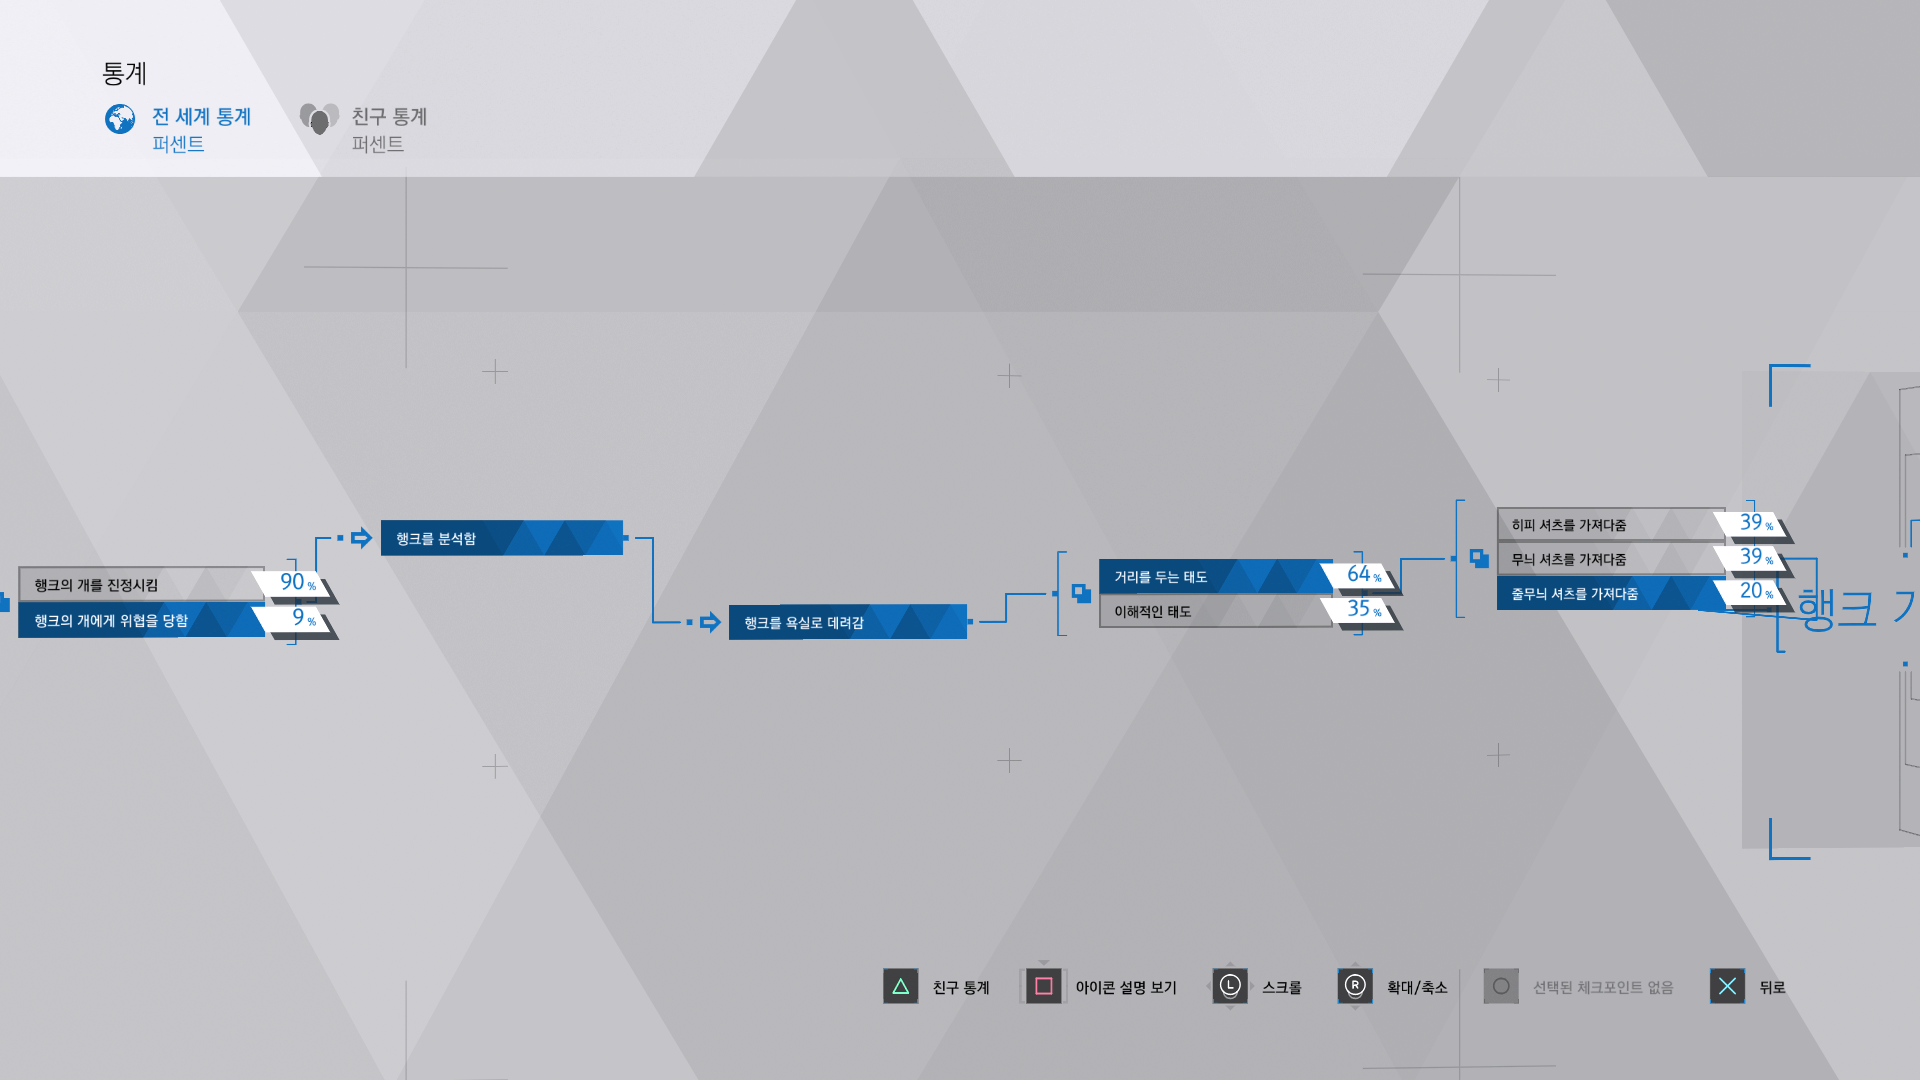 통계
전 세계 통계
퍼센트
친구 통계
퍼센트
행크의 개를 진정시킴
90 %
행크의 개에게 위협을 당함
9 %
행크를 분석함
행크를 욕실로 데려감
거리를 두는 태도
64 %
이해적인 태도
35 %
히피 셔츠를 가져다줌
39 %
무늬 셔츠를 가져다줌
39 %
줄무늬 셔츠를 가져다줌
20 %
행크
친구 통계
아이콘 설명 보기
L
스크롤
R
확대/축소
선택된 체크포인트 없음
뒤로